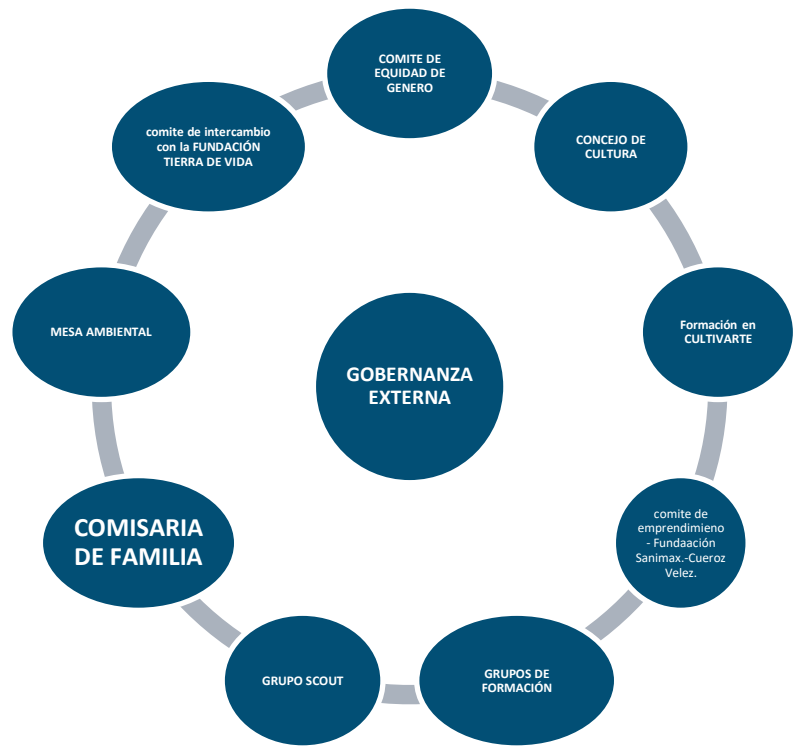 COMITE DE
EQUIDAD DE
GENERO
CONCEJO DE
CULTURA
Formación en
CULTIVARTE
comite de
emprendimieno
- Fundaación
Sanimax.-Cueroz
Velez.
GRUPOS DE
FORMACIÓN
GRUPO SCOUT
COMISARIA
DE FAMILIA
MESA AMBIENTAL
comite de intercambio
con la FUNDACIÓN
TIERRA DE VIDA
GOBERNANZA
EXTERNA